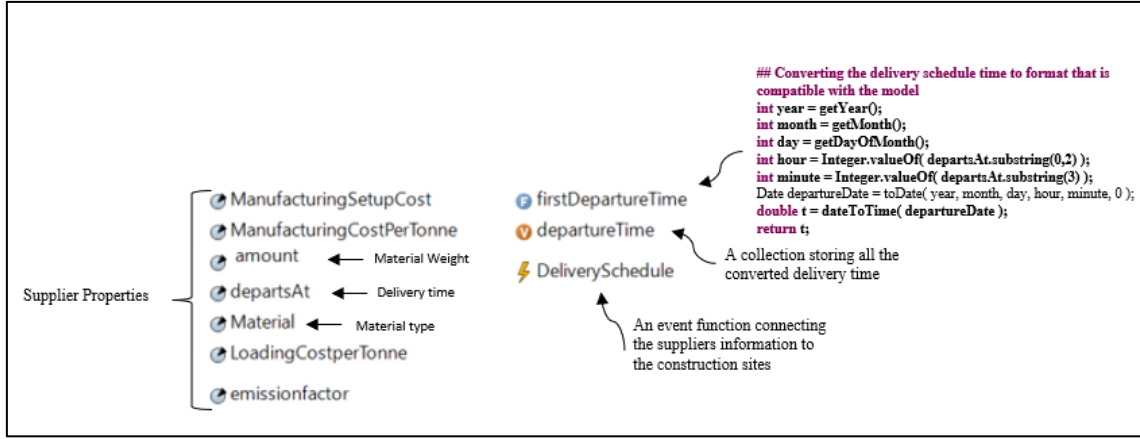 Supplier Properties
ManufacturingSetupCost
ManufacturingCostPerTonne
amount
Material Weight
departsAt
Delivery time
Material
Material type
LoadingCostperTonne
emissionfactor
firstDepartureTime
departureTime
DeliverySchedule
## Converting the delivery schedule time to format that is
compatible with the model
int year = getYear();
int month = getMonth();
int day = getDayOfMonth();
int hour = Integer.valueOf( departsAt.substring(0,2) );
int minute = Integer.valueOf( departsAt.substring(3) );
Date departureDate = toDate( year, month, day, hour, minute, 0 );
double t = dateToTime( departureDate );
return t;
A collection storing all the
converted delivery time
An event function connecting
the suppliers information to
the construction sites